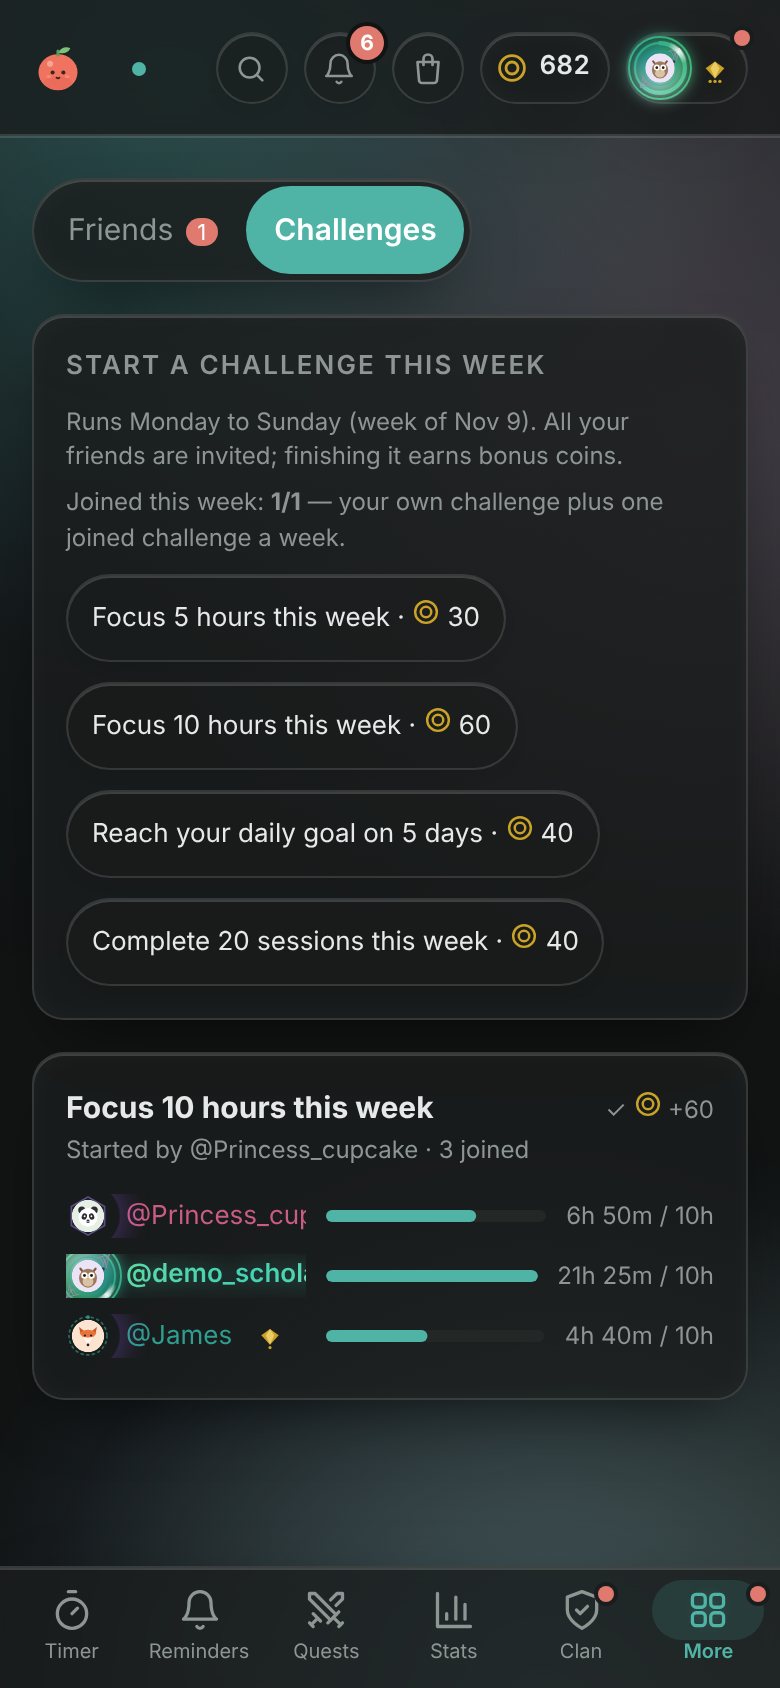 6
682
Friends 1
Challenges
START A CHALLENGE THIS WEEK
Runs Monday to Sunday (week of Nov 9). All your
friends are invited; finishing it earns bonus coins.
Joined this week: 1/1 — your own challenge plus one
joined challenge a week.
Focus 5 hours this week · 30
Focus 10 hours this week · 60
Reach your daily goal on 5 days · 40
Complete 20 sessions this week · 40
Focus 10 hours this week +60
Started by @Princess_cupcake · 3 joined
@Princess_cup 6h 50m / 10h
@demo_schola 21h 25m / 10h
@James 4h 40m / 10h
Timer Reminders Quests Stats Clan More